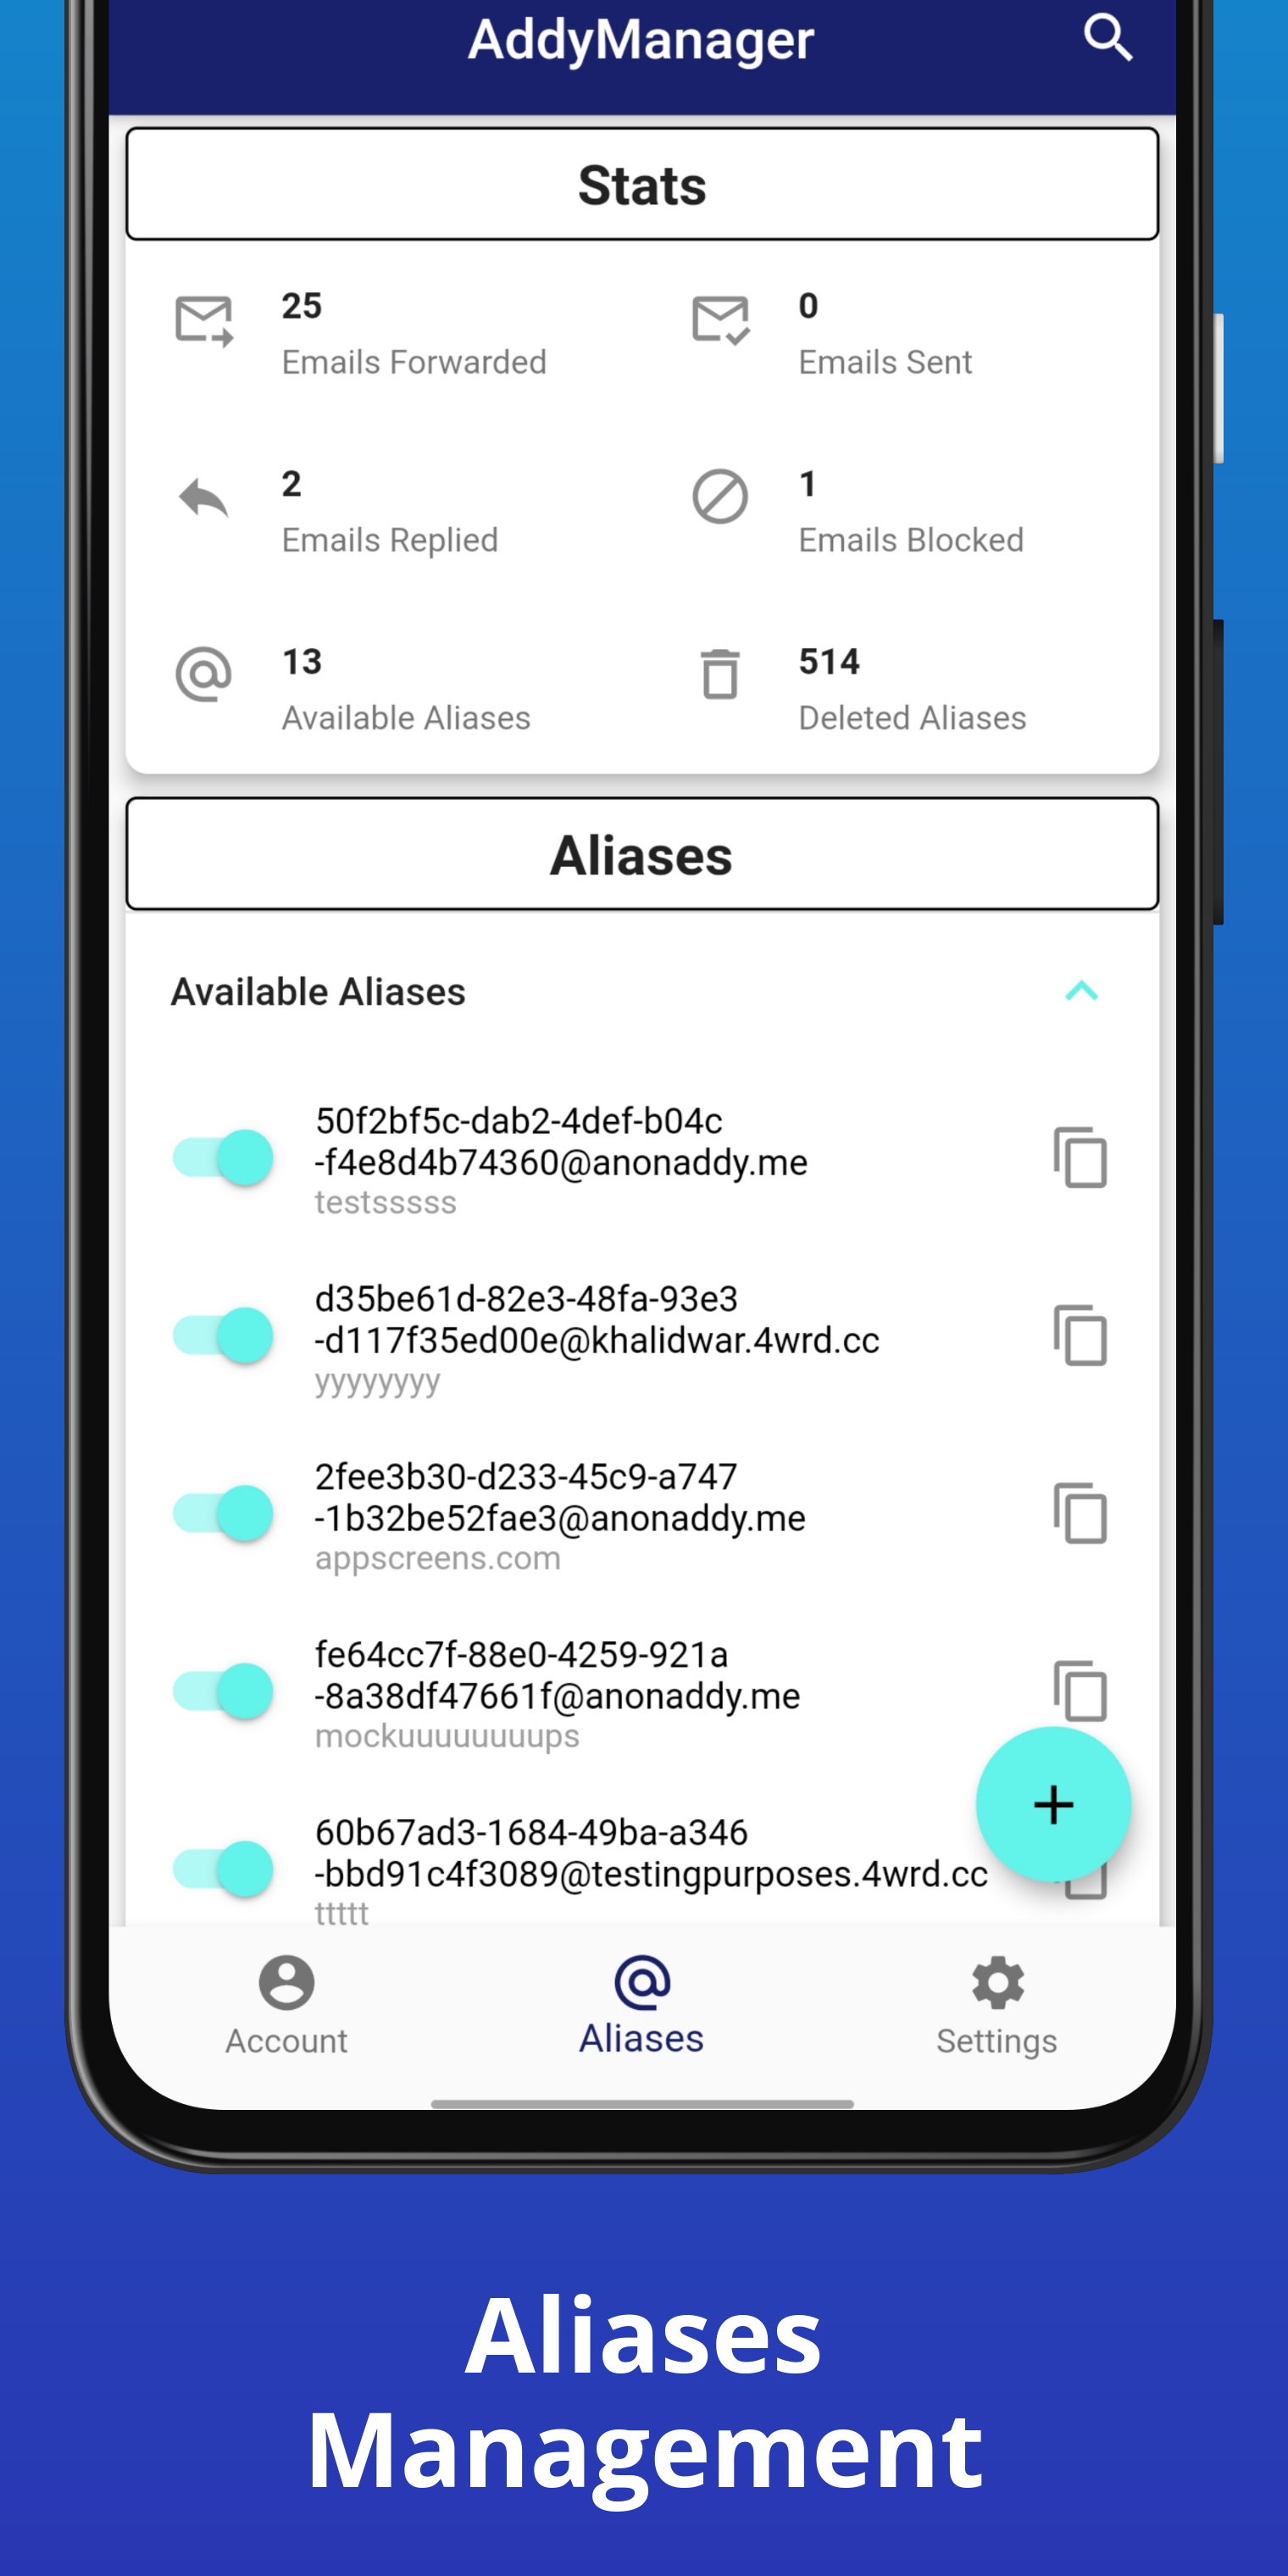 AddyManager
Stats
25
Emails Forwarded
0
Emails Sent
2
Emails Replied
1
Emails Blocked
13
Available Aliases
514
Deleted Aliases
Aliases
Available Aliases
50f2bf5c-dab2-4def-b04c
-f4e8d4b74360@anonaddy.me
testsssss
d35be61d-82e3-48fa-93e3
-d117f35ed00e@khalidwar.4wrd.cc
yyyyyyyy
2fee3b30-d233-45c9-a747
-1b32be52fae3@anonaddy.me
appscreens.com
fe64cc7f-88e0-4259-921a
-8a38df47661f@anonaddy.me
mockuuuuuuuups
60b67ad3-1684-49ba-a346
-bbd91c4f3089@testingpurposes.4wrd.cc
ttttt
Account
Aliases
Settings
Aliases
Management